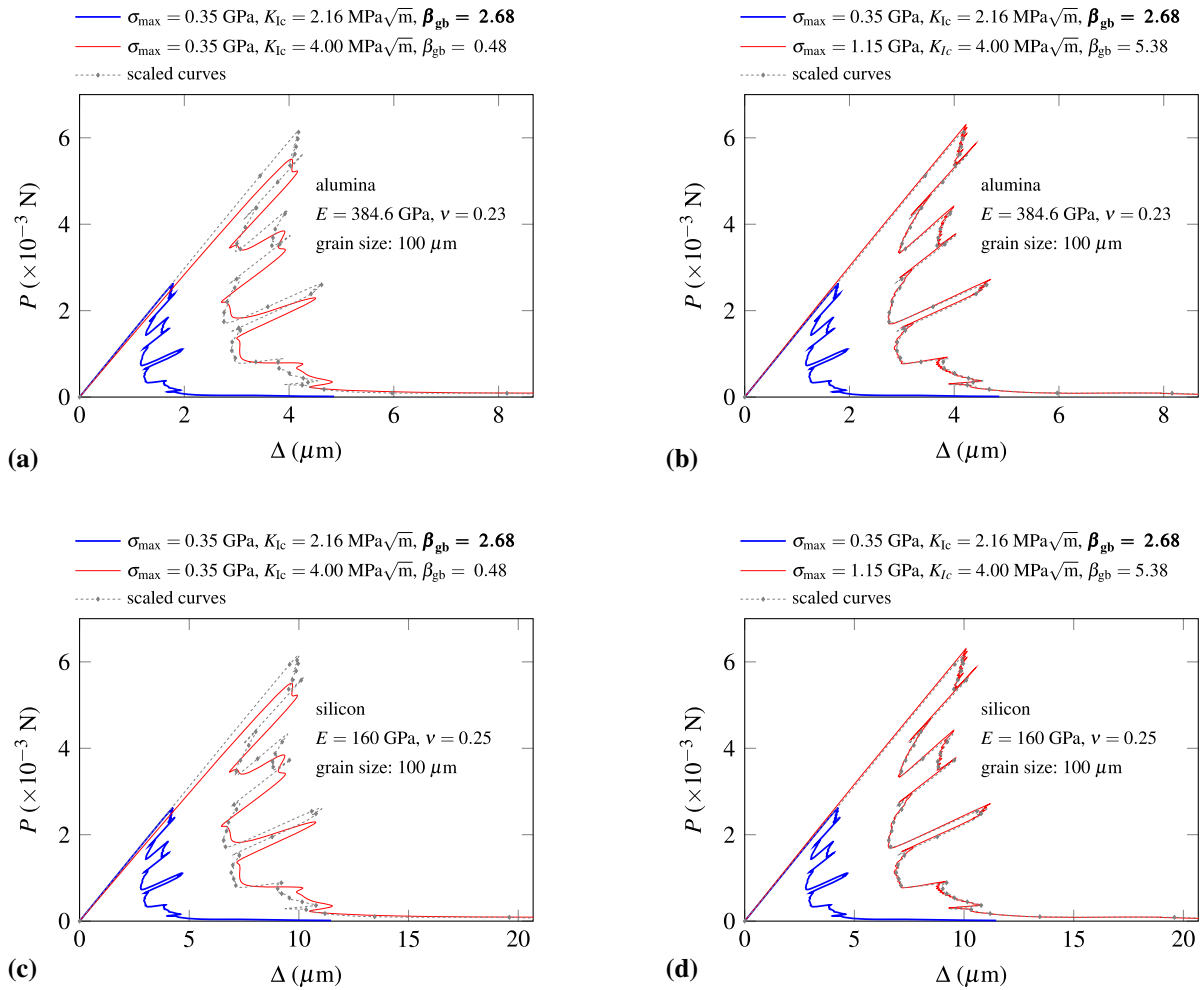 σmax = 0.35 GPa, KIc = 2.16 MPa√m, βgb = 2.68
σmax = 0.35 GPa, KIc = 4.00 MPa√m, βgb = 0.48
scaled curves
6
4
2
0
P (×10−3 N)
alumina
E = 384.6 GPa, ν = 0.23
grain size: 100 μm
0 2 4 6 8
Δ (μm)
(a)
σmax = 0.35 GPa, KIc = 2.16 MPa√m, βgb = 2.68
σmax = 1.15 GPa, KIc = 4.00 MPa√m, βgb = 5.38
scaled curves
6
4
2
0
P (×10−3 N)
alumina
E = 384.6 GPa, ν = 0.23
grain size: 100 μm
0 2 4 6 8
Δ (μm)
(b)
σmax = 0.35 GPa, KIc = 2.16 MPa√m, βgb = 2.68
σmax = 0.35 GPa, KIc = 4.00 MPa√m, βgb = 0.48
scaled curves
6
4
2
0
P (×10−3 N)
silicon
E = 160 GPa, ν = 0.25
grain size: 100 μm
0 5 10 15 20
Δ (μm)
(c)
σmax = 0.35 GPa, KIc = 2.16 MPa√m, βgb = 2.68
σmax = 1.15 GPa, KIc = 4.00 MPa√m, βgb = 5.38
scaled curves
6
4
2
0
P (×10−3 N)
silicon
E = 160 GPa, ν = 0.25
grain size: 100 μm
0 5 10 15 20
Δ (μm)
(d)